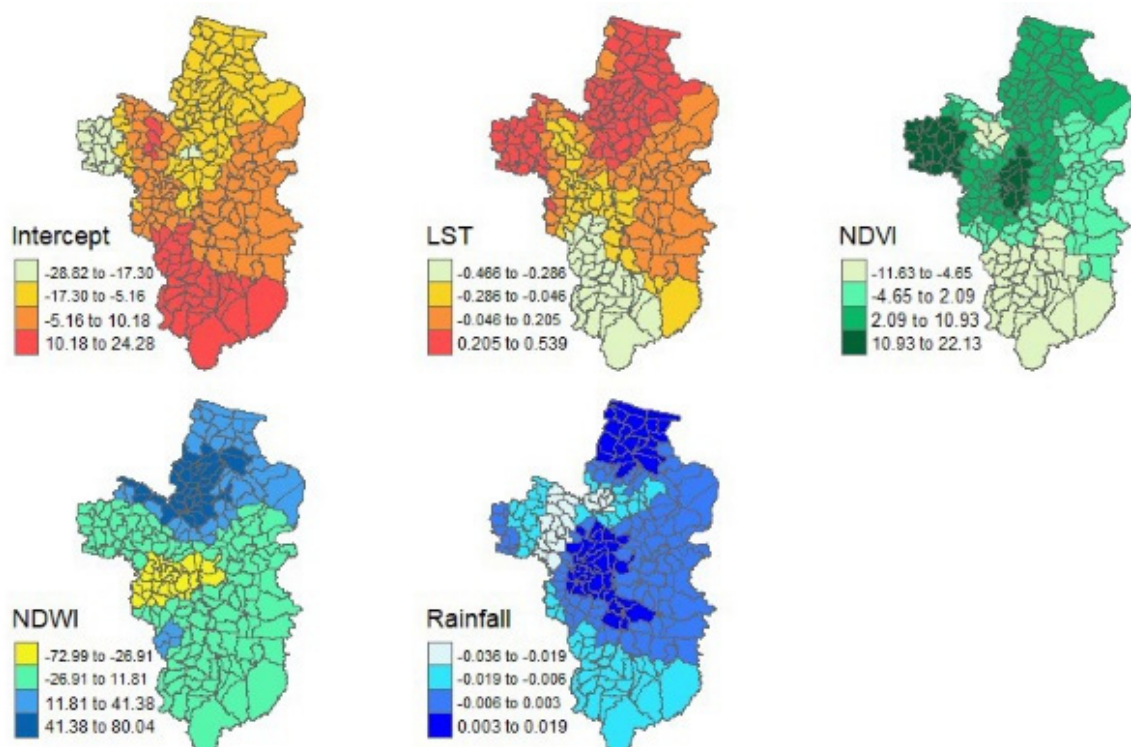 Intercept
-28.82 to -17.30
-17.30 to -5.16
-5.16 to 10.18
10.18 to 24.28
LST
-0.466 to -0.286
-0.286 to -0.046
-0.046 to 0.205
0.205 to 0.539
NDVI
-11.63 to -4.65
-4.65 to 2.09
2.09 to 10.93
10.93 to 22.13
NDWI
-72.99 to -26.91
-26.91 to 11.81
11.81 to 41.38
41.38 to 80.04
Rainfall
-0.036 to -0.019
-0.019 to -0.006
-0.006 to 0.003
0.003 to 0.019